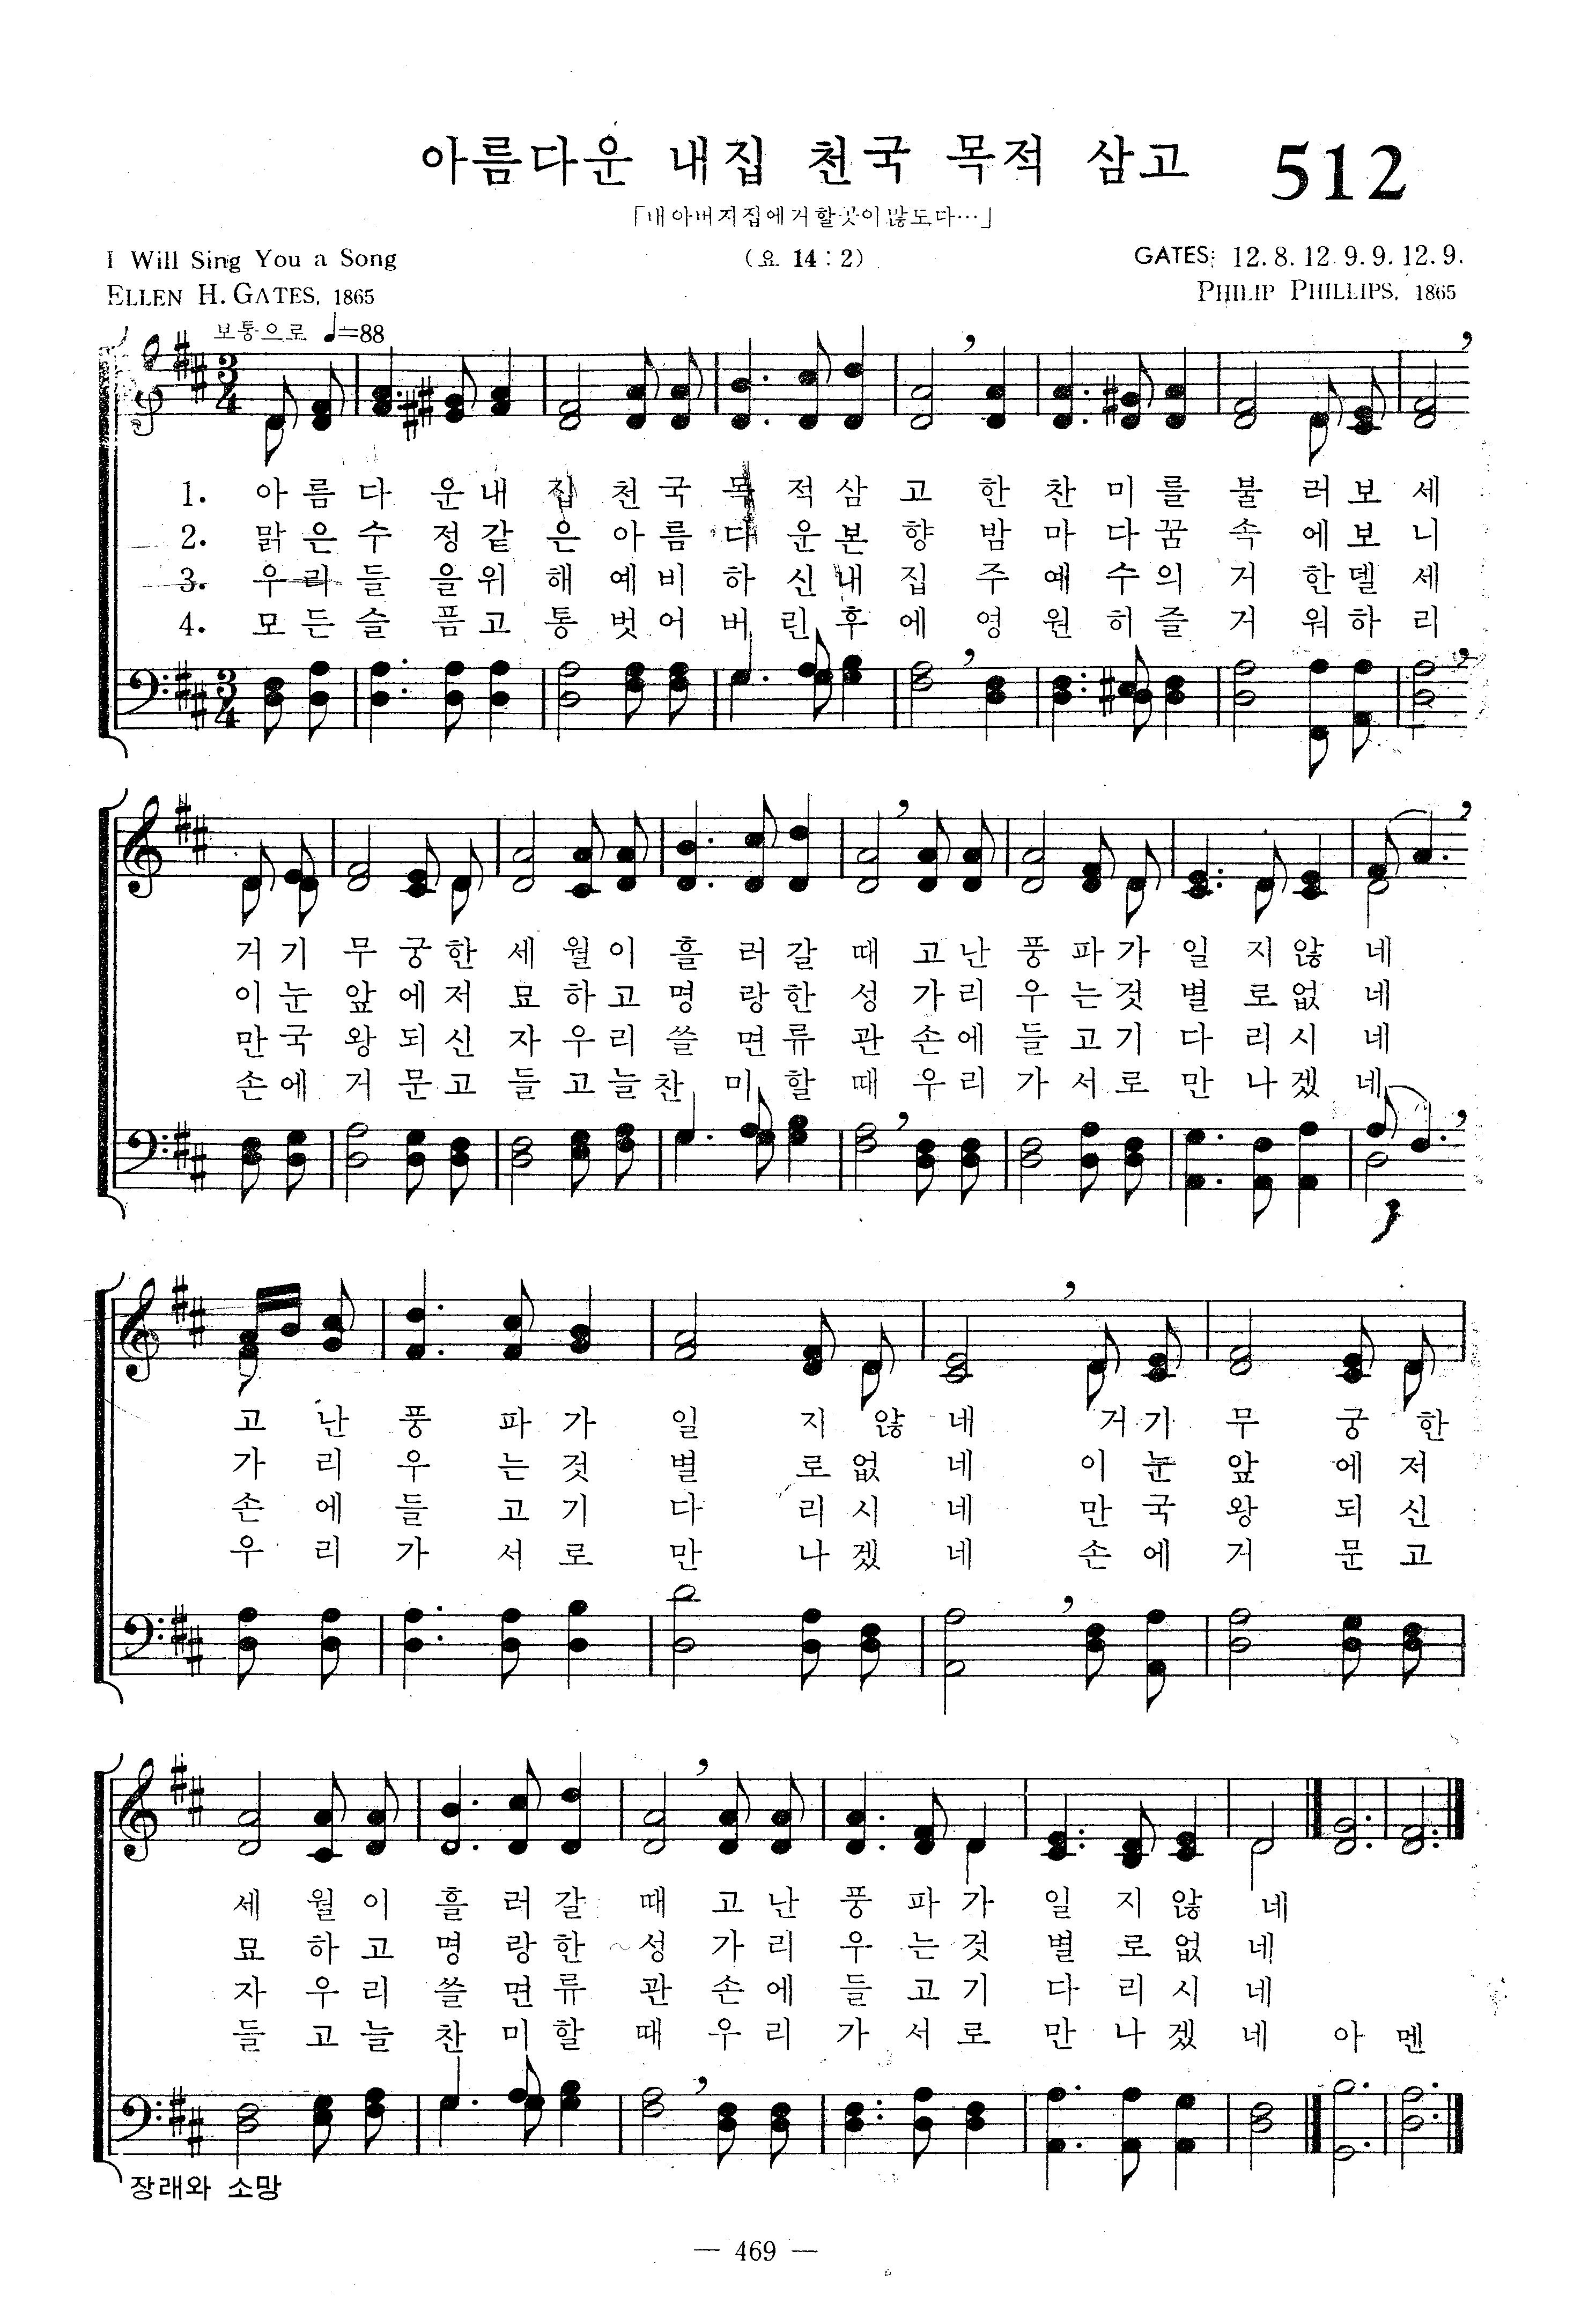 아름다운 내집 천국 목적 삼고 512
「내아버지집에거할곳이많도다…」
I Will Sing You a Song (요 14 : 2) GATES: 12. 8. 12. 9. 9. 12. 9.
ELLEN H. GATES, 1865 PHILIP PHILLIPS, 1865
보통으로 ♩=88
1. 아름다운내집천국목적삼고한찬미를불러보세
2. 맑은수정같은아름다운본향밤마다꿈속에보니
3. 우리들을위해예비하신내집주예수의거한델세
4. 모든슬픔고통벗어버린후에영원히즐거워하리
거기무궁한세월이흘러갈때고난풍파가일지않네
이눈앞에저묘하고명랑한성가리우는것별로없네
만국왕되신자우리쓸면류관손에들고기다리시네
손에거문고들고늘찬미할때우리가서로만나겠네
고난풍파가일지않네거기무궁한
가리우는것별로없네이눈앞에저
손에들고기다리시네만국왕되신
우리가서로만나겠네손에거문고
세월이흘러갈때고난풍파가일지않네
묘하고명랑한~성가리우는것별로없네
자우리쓸면류관손에들고기다리시네
들고늘찬미할때우리가서로만나겠네아멘
장래와 소망
— 469 —